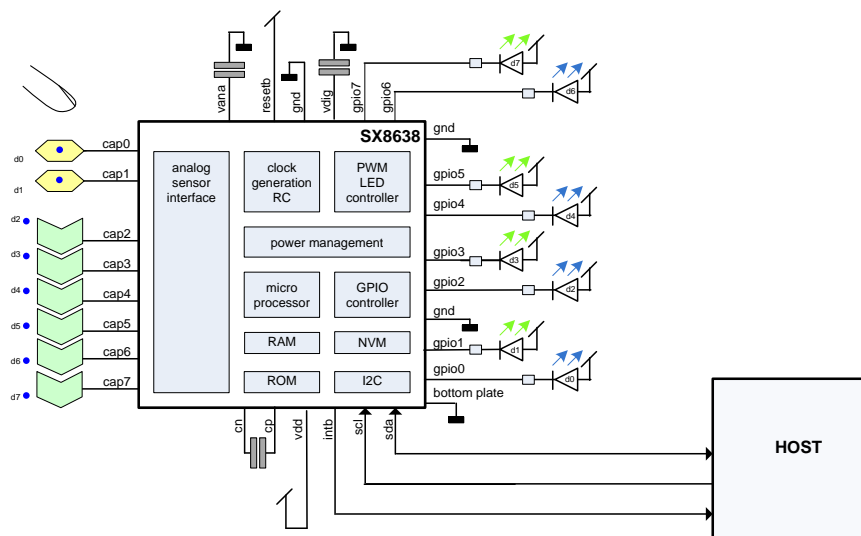 vana
resetb
gnd
vdig
gpio7
gpio6
d7
d6
SX8638
gnd
d0
cap0
d1
cap1
analog
sensor
interface
clock
generation
RC
PWM
LED
controller
gpio5
d5
gpio4
d4
d2
cap2
power management
gpio3
d3
d3
cap3
gpio2
d2
d4
cap4
micro
processor
GPIO
controller
gnd
d5
cap5
RAM
NVM
gpio1
d1
d6
cap6
ROM
I2C
gpio0
d0
d7
cap7
bottom plate
cn
cp
vdd
intb
scl
sda
HOST